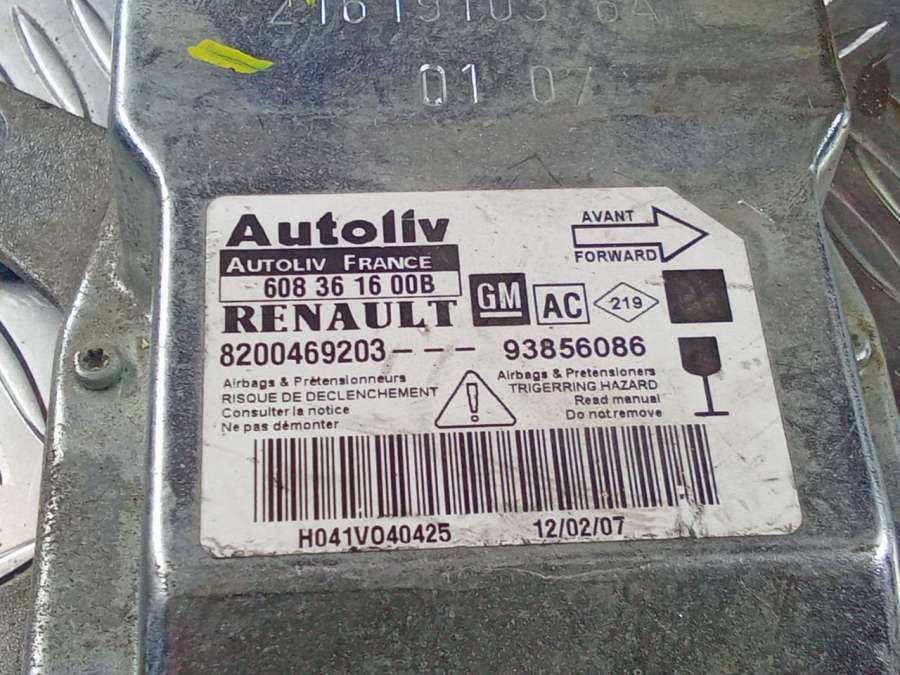 01 07
Autoliv
AUTOLIV FRANCE
608 36 16 00B
RENAULT GM AC 219
AVANT
FORWARD
8200469203--- 93856086
Airbags & Prètensionneurs
RISQUE DE DECLENCHEMENT
Consulter la notice
Ne pas démonter
Airbags & Prètensioners
TRIGERRING HAZARD
Read manual
Do not remove
H041V040425 12/02/07